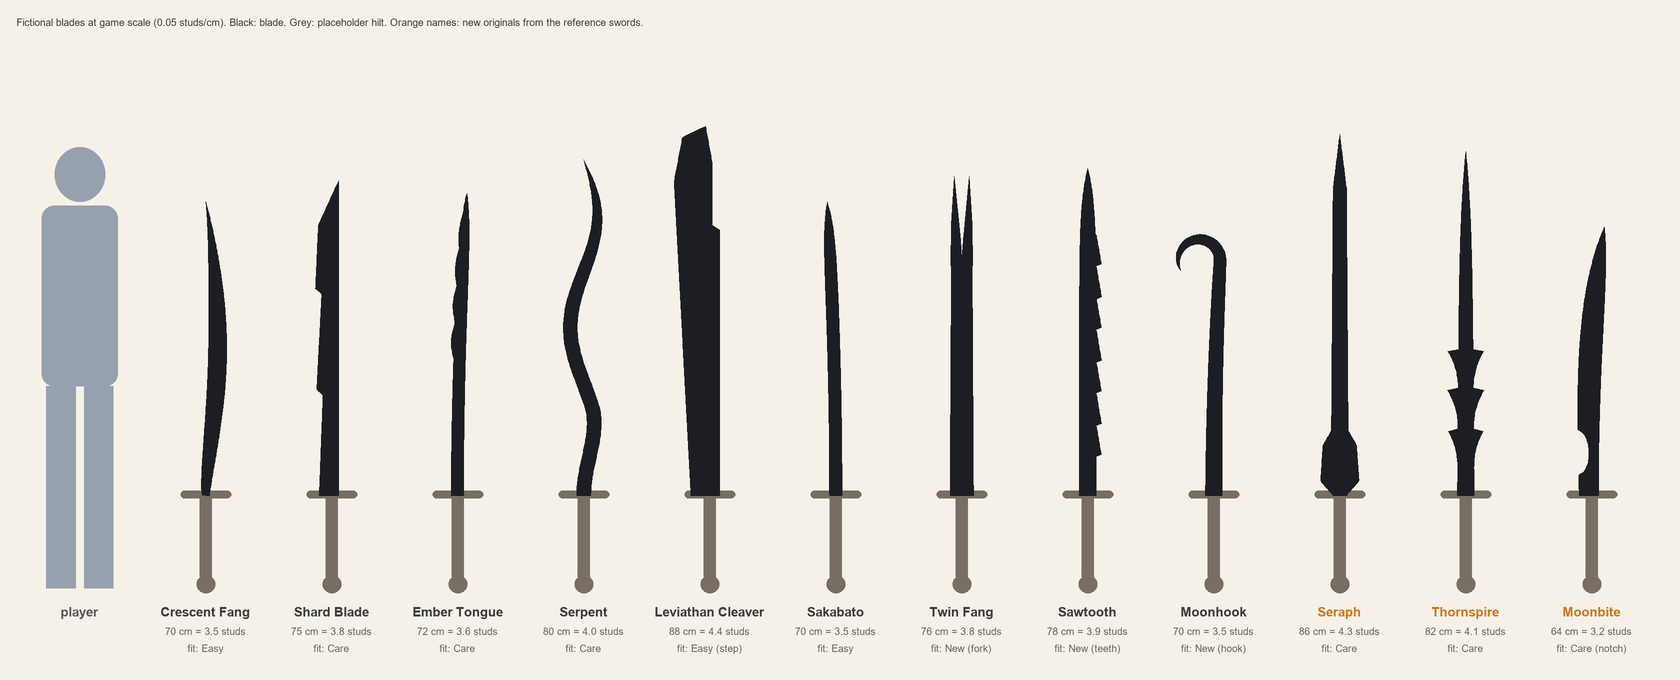 Fictional blades at game scale (0.05 studs/cm). Black: blade. Grey: placeholder hilt. Orange names: new originals from the reference swords.
player
Crescent Fang
70 cm = 3.5 studs
fit: Easy
Shard Blade
75 cm = 3.8 studs
fit: Care
Ember Tongue
72 cm = 3.6 studs
fit: Care
Serpent
80 cm = 4.0 studs
fit: Care
Leviathan Cleaver
88 cm = 4.4 studs
fit: Easy (step)
Sakabato
70 cm = 3.5 studs
fit: Easy
Twin Fang
76 cm = 3.8 studs
fit: New (fork)
Sawtooth
78 cm = 3.9 studs
fit: New (teeth)
Moonhook
70 cm = 3.5 studs
fit: New (hook)
Seraph
86 cm = 4.3 studs
fit: Care
Thornspire
82 cm = 4.1 studs
fit: Care
Moonbite
64 cm = 3.2 studs
fit: Care (notch)